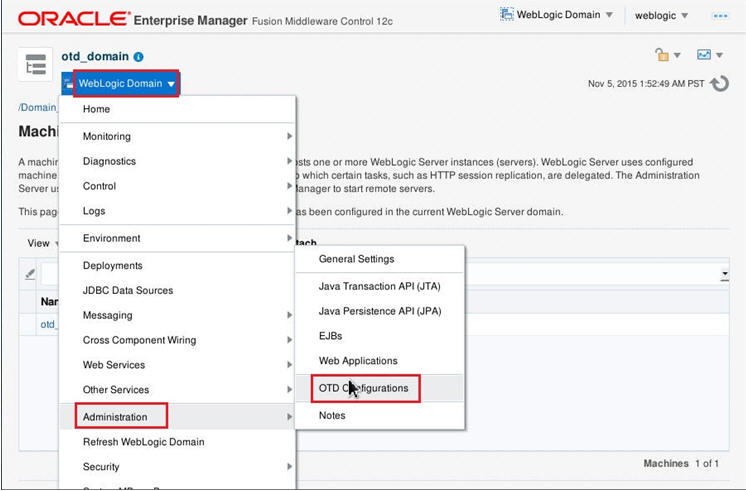 ORACLE Enterprise Manager Fusion Middleware Control 12c
WebLogic Domain
weblogic
otd_domain
WebLogic Domain
Nov 5, 2015 1:52:49 AM PST
/Domain_
Machi
A machin
osts one or more WebLogic Server instances (servers). WebLogic Server uses configured
machine
which certain tasks, such as HTTP session replication, are delegated. The Administration
Server us
Manager to start remote servers.
This pag
as been configured in the current WebLogic Server domain.
View
tach
Nar
otd_
Home
Monitoring
Diagnostics
Control
Logs
Environment
Deployments
JDBC Data Sources
Messaging
Cross Component Wiring
Web Services
Other Services
Administration
Refresh WebLogic Domain
Security
General Settings
Java Transaction API (JTA)
Java Persistence API (JPA)
EJBs
Web Applications
OTD Configurations
Notes
Machines 1 of 1